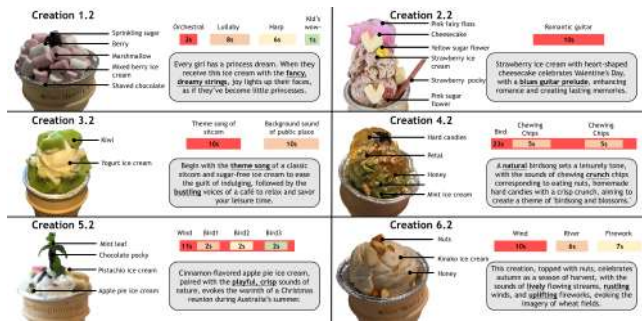 Creation 1.2
Sprinkling sugar
Berry
Marshmallow
Mixed berry ice
cream
Shaved chocolate
Orchestral
Lullaby
Harp
Kid's
wow~
6s
1s
Every girl has a princess dream. When they
receive this ice cream with the fancy,
dreamy strings, joy lights up their faces,
as if they've become little princesses.
Creation 2.2
Pink fairy floss
Cheesecake
Yellow sugar flower
Strawberry ice
cream
Strawberry pocky
Pink sugar
flower
Romantic guitar
10s
Strawberry ice cream with heart-shaped
cheesecake celebrates Valentine's Day,
with a blues guitar prelude, enhancing
romance and creating lasting memories.
Creation 3.2
Kiwi
Yogurt ice cream
Theme song of
sitcom
Background sound
of public place
10s
10s
Begin with the theme song of a classic
sitcom and sugar-free ice cream to ease
the guilt of indulging, followed by the
bustling voices of a café to relax and savor
your leisure time.
Creation 4.2
Hard candies
Petal
Honey
Mint ice cream
Bird
Chewing
Chips
Chewing
Chips
5s
5s
A natural birdsong sets a leisurely tone,
with the sounds of chewing crunch chips
corresponding to eating nuts, homemade
hard candies with a crisp crunch, aiming to
create a theme of 'birdsong and blossoms.'
Creation 5.2
Mint leaf
Chocolate pocky
Pistachio ice cream
Apple pie ice cream
Wind
Bird1
Bird2
Bird3
11s
2s
2s
2s
Cinnamon-flavored apple pie ice cream,
paired with the playful, crisp sounds of
nature, evokes the warmth of a Christmas
reunion during Australia's summer.
Creation 6.2
Nuts
Kinako ice cream
Honey
Wind
River
Firework
10s
7s
This creation, topped with nuts, celebrates
autumn as a season of harvest, with the
sounds of lively flowing streams, rustling
winds, and uplifting fireworks, evoking the
imagery of wheat fields.